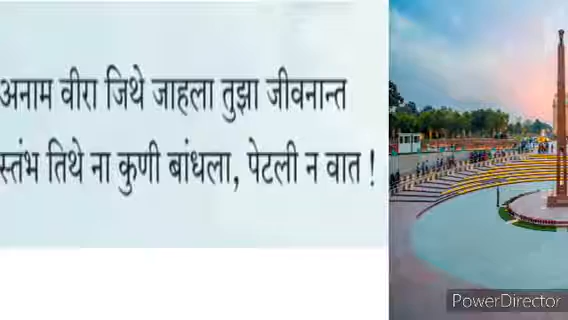 अनाम वीरा जिथे जाहला तुझा जीवनान्त
स्तंभ तिथे ना कुणी बांधला, पेटली न वात !
PowerDirector